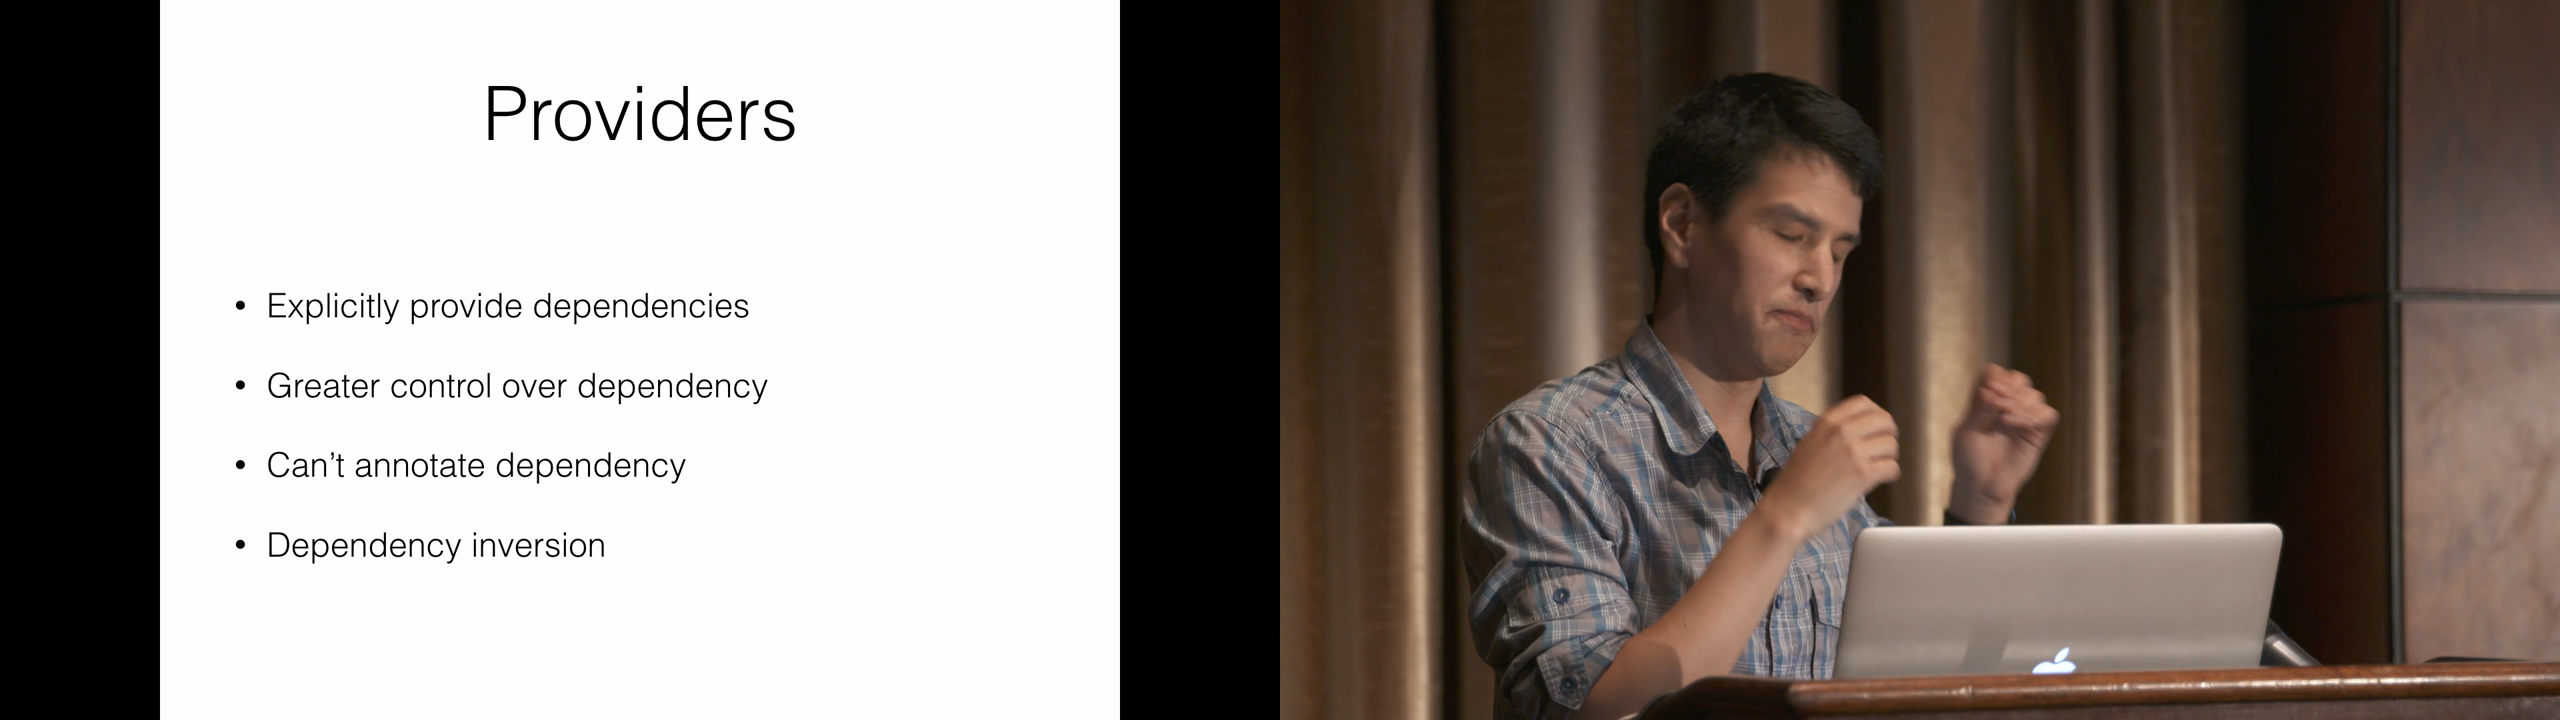 Providers
• Explicitly provide dependencies
• Greater control over dependency
• Can’t annotate dependency
• Dependency inversion